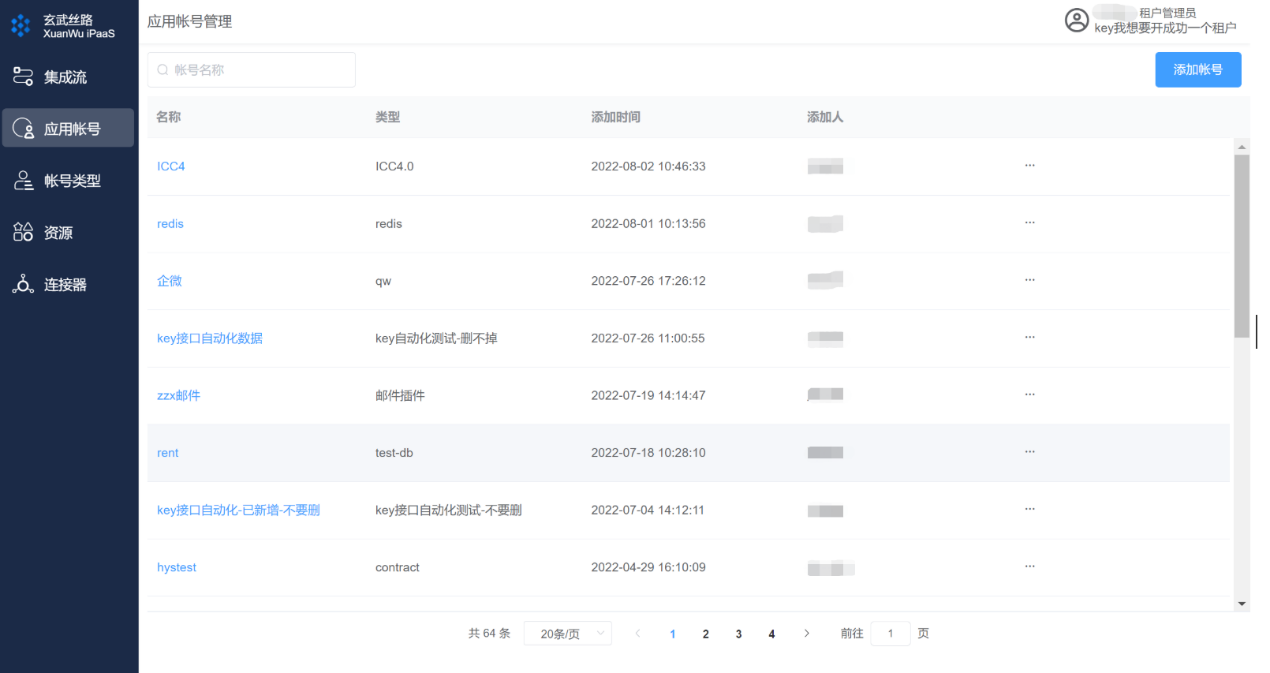 玄武丝路
XuanWu iPaaS
应用帐号管理
租户管理员
key我想要开成功一个租户
集成流
应用帐号
帐号类型
资源
连接器
帐号名称
添加帐号
名称 类型 添加时间 添加人
ICC4 ICC4.0 2022-08-02 10:46:33 ...
redis redis 2022-08-01 10:13:56 ...
企微 qw 2022-07-26 17:26:12 ...
key接口自动化数据 key自动化测试-删不掉 2022-07-26 11:00:55 ...
zzx邮件 邮件插件 2022-07-19 14:14:47 ...
rent test-db 2022-07-18 10:28:10 ...
key接口自动化-已新增-不要删 key接口自动化测试-不要删 2022-07-04 14:12:11 ...
hystest contract 2022-04-29 16:10:09 ...
共 64 条 20条/页 < 1 2 3 4 > 前往 1 页